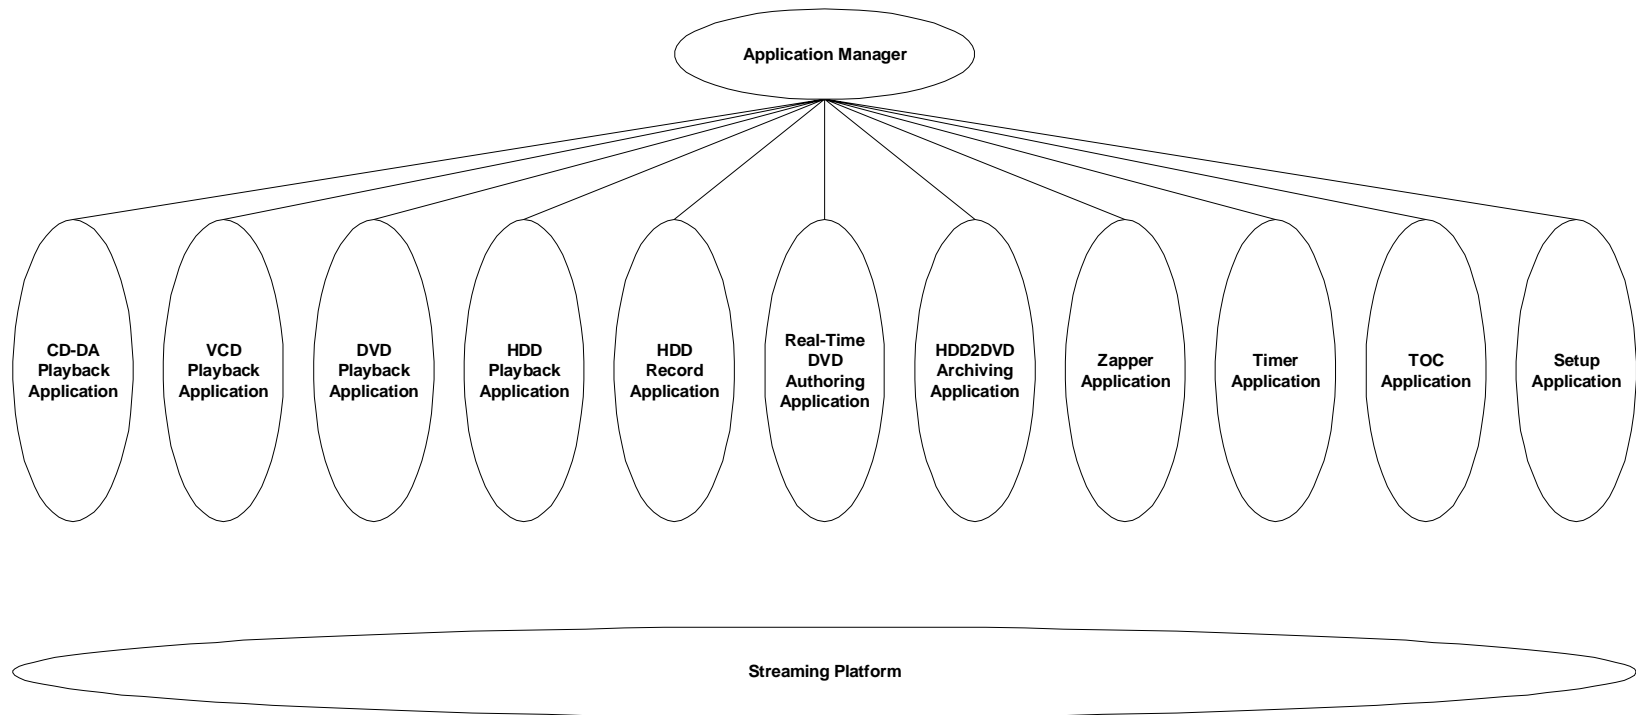 Application Manager
CD-DA
Playback
Application
VCD
Playback
Application
DVD
Playback
Application
HDD
Playback
Application
HDD
Record
Application
Real-Time
DVD
Authoring
Application
HDD2DVD
Archiving
Application
Zapper
Application
Timer
Application
TOC
Application
Setup
Application
Streaming Platform